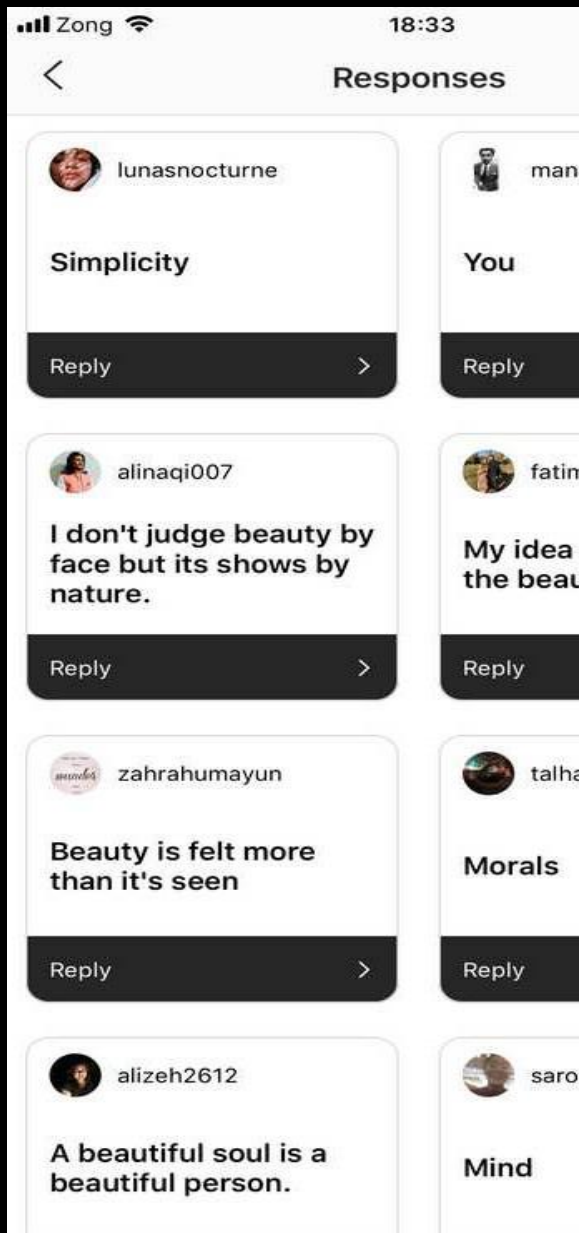 Zong
18:33
Responses
lunasnocturne
Simplicity
Reply
man
You
Reply
alinaqi007
I don't judge beauty by
face but its shows by
nature.
Reply
fatim
My idea
the beau
Reply
zahrahumayun
Beauty is felt more
than it's seen
Reply
talha
Morals
Reply
alizeh2612
A beautiful soul is a
beautiful person.
saro
Mind